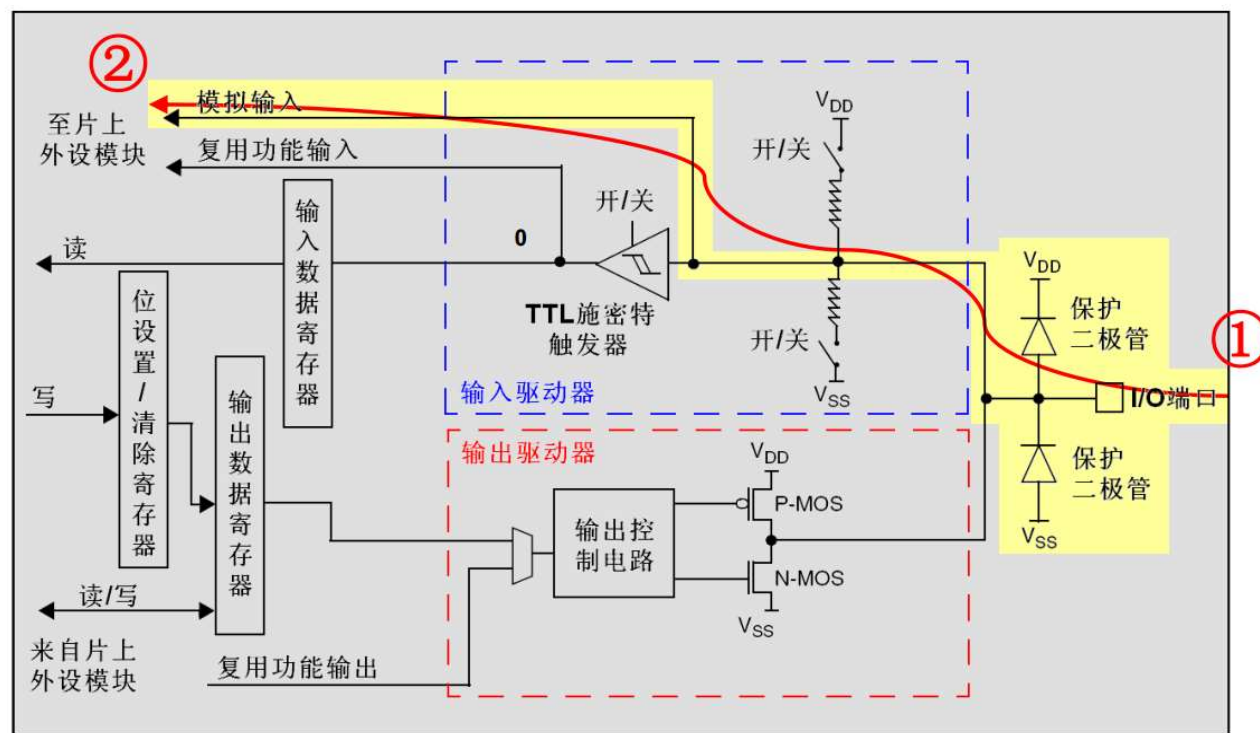 ②
模拟输入
至片上
外设模块
复用功能输入
读
输入数据寄存器
0
开/关
TTL施密特
触发器
V_DD
开/关
开/关
V_SS
输入驱动器
V_DD
保护
二极管
①
I/O端口
保护
二极管
V_SS
写
位设置/清除寄存器
输出数据寄存器
读/写
来自片上
外设模块
复用功能输出
输出驱动器
输出控
制电路
V_DD
P-MOS
N-MOS
V_SS